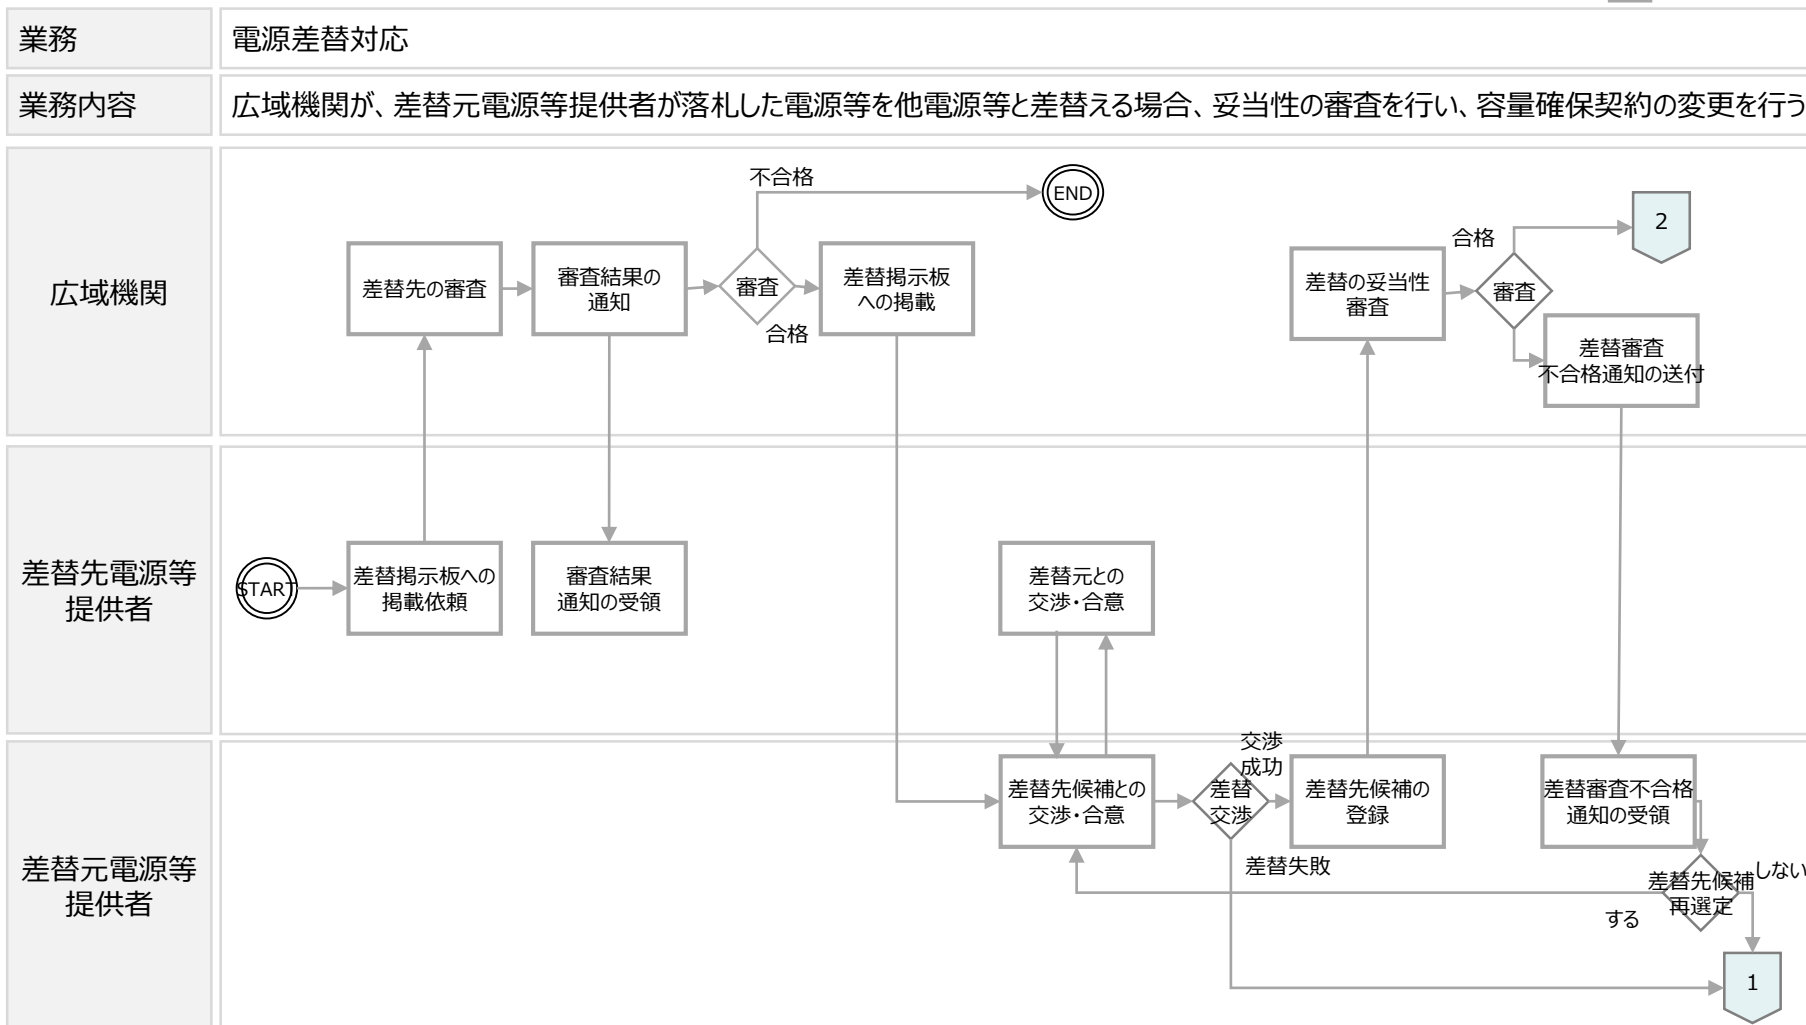 業務
電源差替対応
業務内容
広域機関が、差替元電源等提供者が落札した電源等を他電源等と差替える場合、妥当性の審査を行い、容量確保契約の変更を行う
広域機関
差替先の審査
審査結果の
通知
不合格
審査
合格
差替掲示板
への掲載
END
差替の妥当性
審査
合格
審査
2
差替審査
不合格通知の送付
差替先電源等
提供者
START
差替掲示板への
掲載依頼
審査結果
通知の受領
差替元との
交渉・合意
差替元電源等
提供者
差替先候補との
交渉・合意
差替
交渉
交渉
成功
差替失敗
差替先候補の
登録
差替審査不合格
通知の受領
差替先候補
再選定
しない
する
1